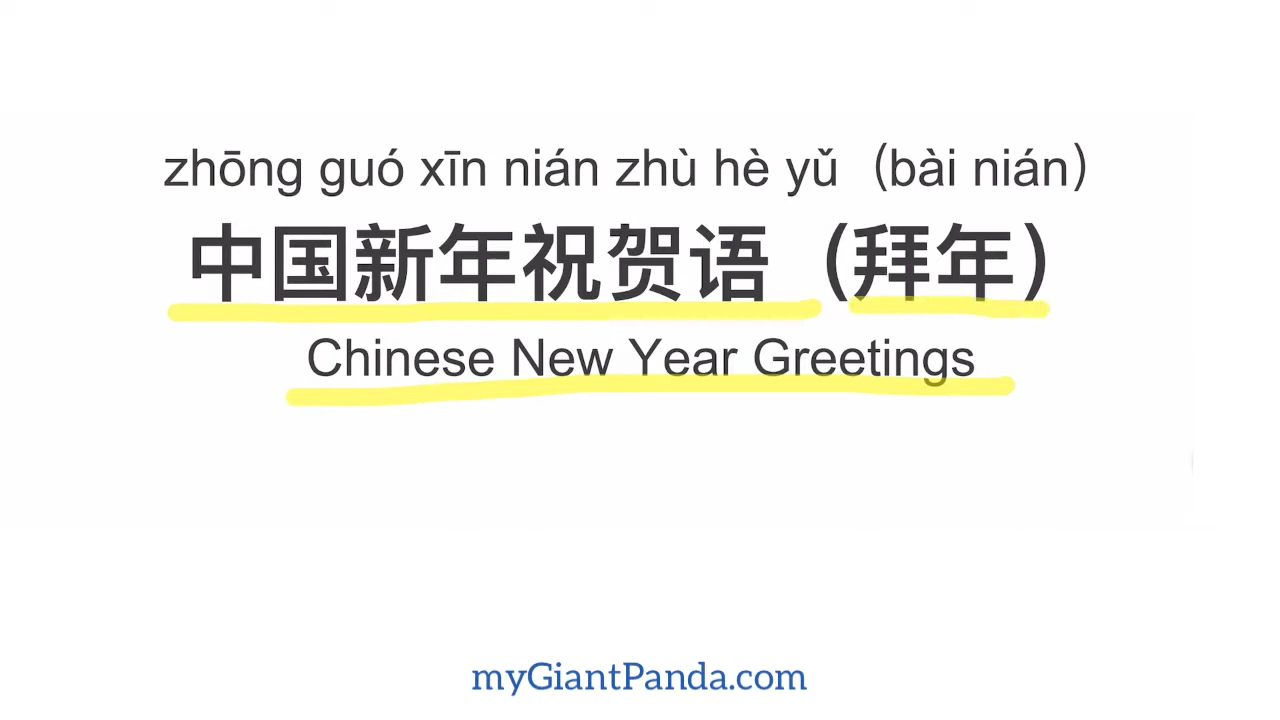 zhōng guó xīn nián zhù hè yǔ（bài nián）
中国新年祝贺语（拜年）
Chinese New Year Greetings
myGiantPanda.com